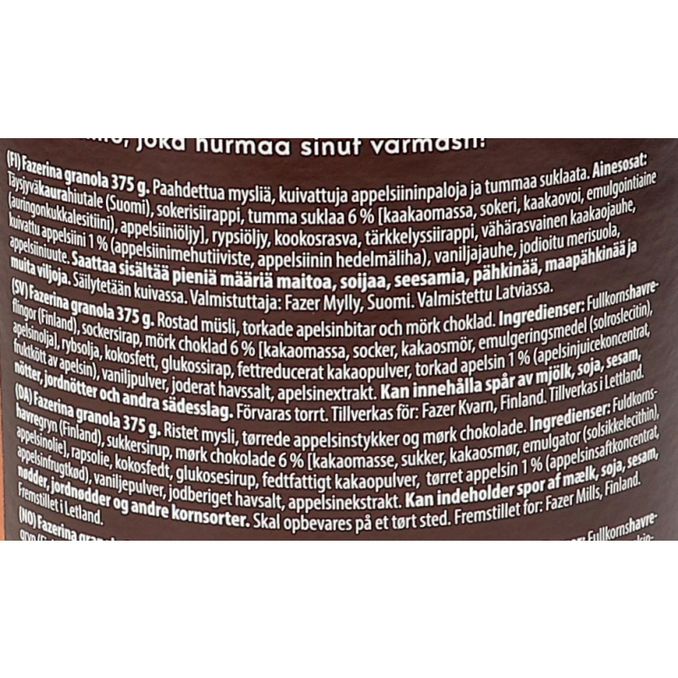 joka hurmaa sinut varmasti!
(FI) Fazerina granola 375 g. Paahdettua mysliä, kuivattuja appelsiininpaloja ja tummaa suklaata. Ainesosat:
Täysjyväkaurahiutale (Suomi), sokerisiirappi, tumma suklaa 6 % [kaakaomassa, sokeri, kaakaovoi, emulgointiaine
(auringonkukkalesitiini), appelsiiniöljy], rypsiöljy, kookosrasva, tärkkelyssiirappi, vähärasvainen kaakaojauhe,
kuivattu appelsiini 1 % (appelsiinimehutiiviste, appelsiinin hedelmäliha), vaniljajauhe, jodioitu merisuola,
appelsiiniuute. Saattaa sisältää pieniä määriä maitoa, soijaa, seesamia, pähkinää, maapähkinää ja
muita viljoja. Säilytetään kuivassa. Valmistuttaja: Fazer Mylly, Suomi. Valmistettu Latviassa.
(SV) Fazerina granola 375 g. Rostad müsli, torkade apelsinbitar och mörk choklad. Ingredienser: Fullkornshavre-
flingor (Finland), sockersirap, mörk choklad 6 % [kakaomassa, socker, kakaosmör, emulgeringsmedel (solroslecitin),
apelsinolja], rybsolja, kokosfett, glukossirap, fettreducerat kakaopulver, torkad apelsin 1 % (apelsinjuicekoncentrat,
fruktkött av apelsin), vaniljpulver, joderat havssalt, apelsinextrakt. Kan innehålla spår av mjölk, soja, sesam,
nötter, jordnötter och andra sädesslag. Förvaras torrt. Tillverkas för: Fazer Kvarn, Finland. Tillverkas i Lettland.
(DA) Fazerina granola 375 g. Ristet mysli, tørrede appelsinstykker og mørk chokolade. Ingredienser: Fuldkorns-
havregryn (Finland), sukkersirup, mørk chokolade 6 % [kakaomasse, sukker, kakaosmør, emulgator (solsikkelecithin),
appelsinolie], rapsolie, kokosfedt, glukosesirup, fedtfattigt kakaopulver, tørret appelsin 1 % (appelsinsaftkoncentrat,
appelsinfrugtkød), vaniljepulver, jodberiget havsalt, appelsinekstrakt. Kan indeholder spor af mælk, soja, sesam,
nødder, jordnødder og andre kornsorter. Skal opbevares på et tørt sted. Fremstillet for: Fazer Mills, Finland.
Fremstillet i Letland.
(NO) Fazerina Fullkornshavre-